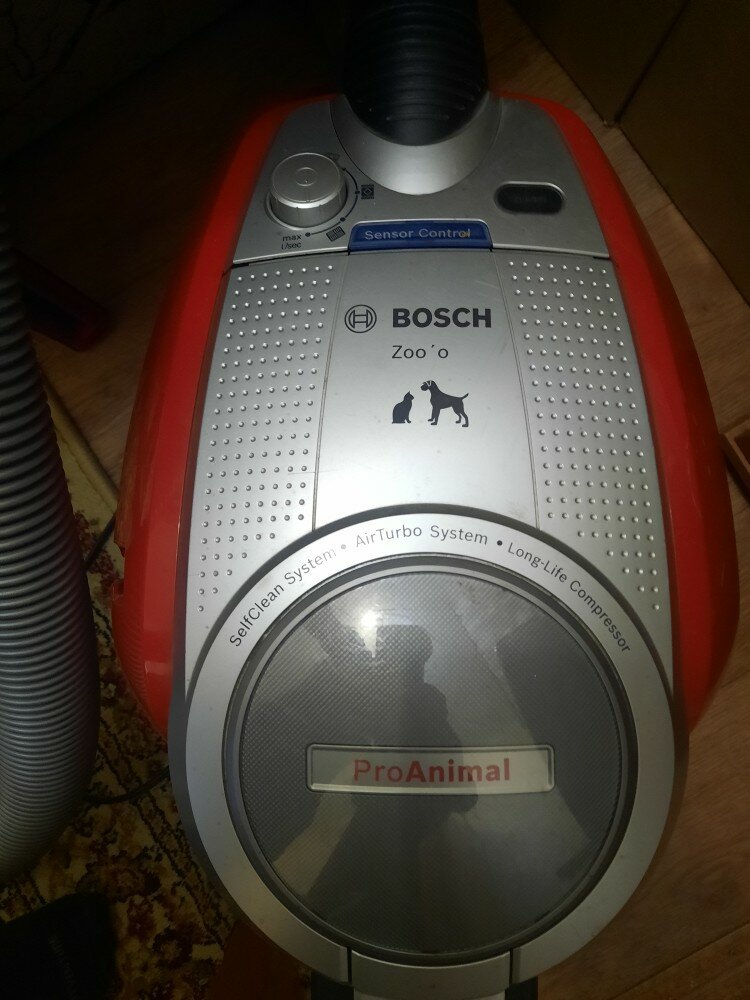 max
l/sec
Sensor Control
BOSCH
Zoo´o
SelfClean System • AirTurbo System • Long-Life Compressor
ProAnimal